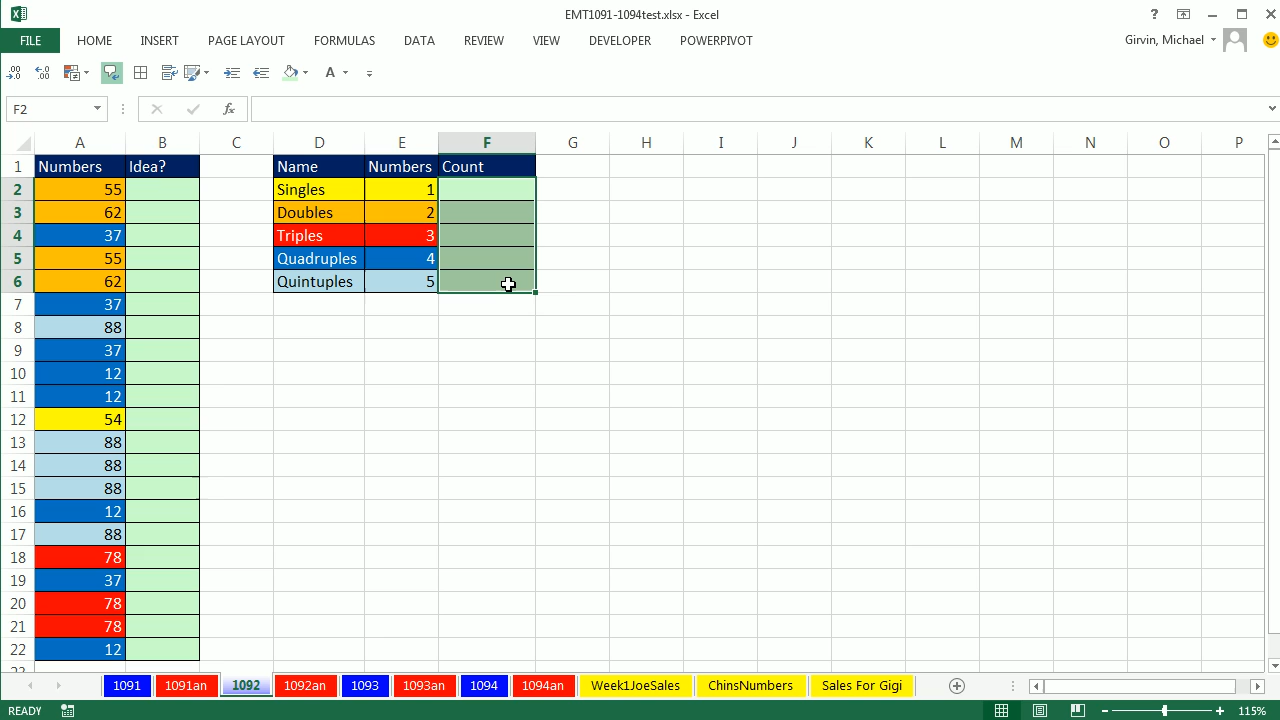 EMT1091-1094test.xlsx - Excel
?
FILE HOME INSERT PAGE LAYOUT FORMULAS DATA REVIEW VIEW DEVELOPER POWERPIVOT Girvin, Michael
F2 fx
A B C D E F G H I J K L M N O P
1 Numbers Idea? Name Numbers Count
2 55 Singles 1
3 62 Doubles 2
4 37 Triples 3
5 55 Quadruples 4
6 62 Quintuples 5
7 37
8 88
9 37
10 12
11 12
12 54
13 88
14 88
15 88
16 12
17 88
18 78
19 37
20 78
21 78
22 12
23
1091 1091an 1092 1092an 1093 1093an 1094 1094an Week1JoeSales ChinsNumbers Sales For Gigi
READY 115%